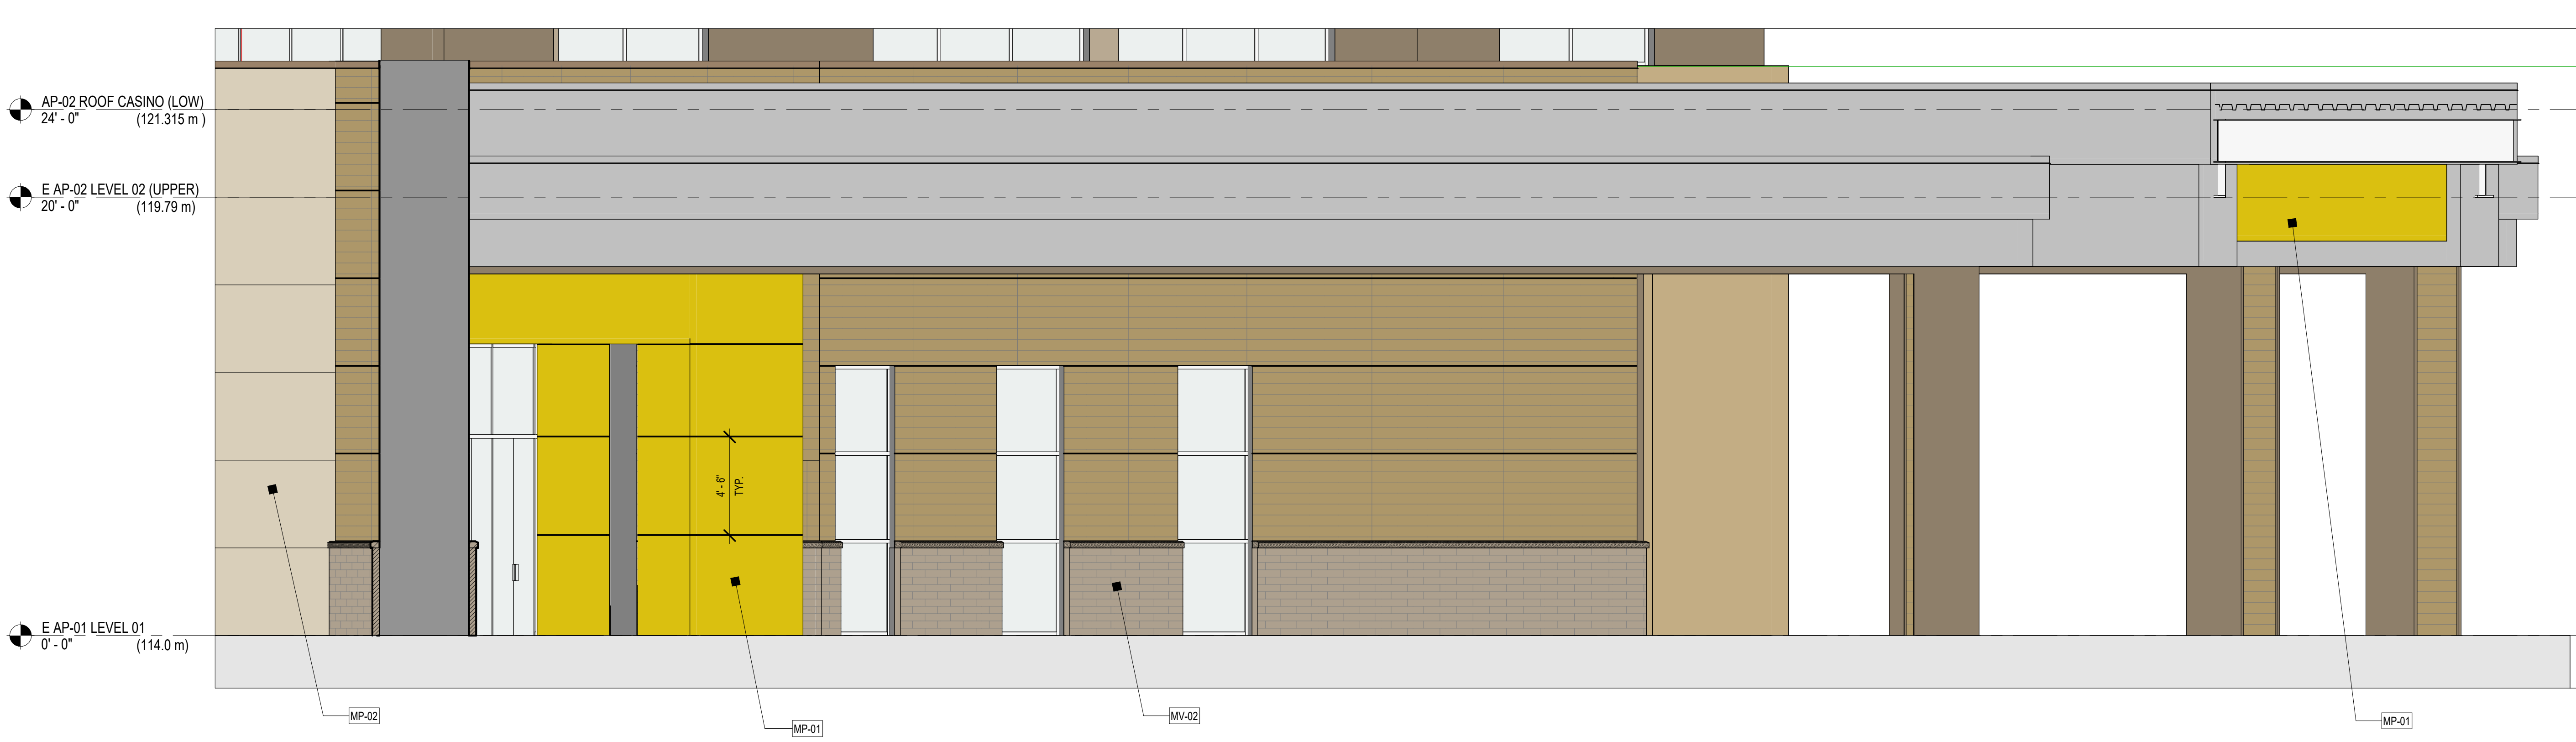 AP-02 ROOF CASINO (LOW)
24' - 0" (121.315 m )
E AP-02 LEVEL 02 (UPPER)
20' - 0" (119.79 m)
4' - 6"
TYP.
E AP-01 LEVEL 01
0' - 0" (114.0 m)
MP-02
MP-01
MV-02
MP-01